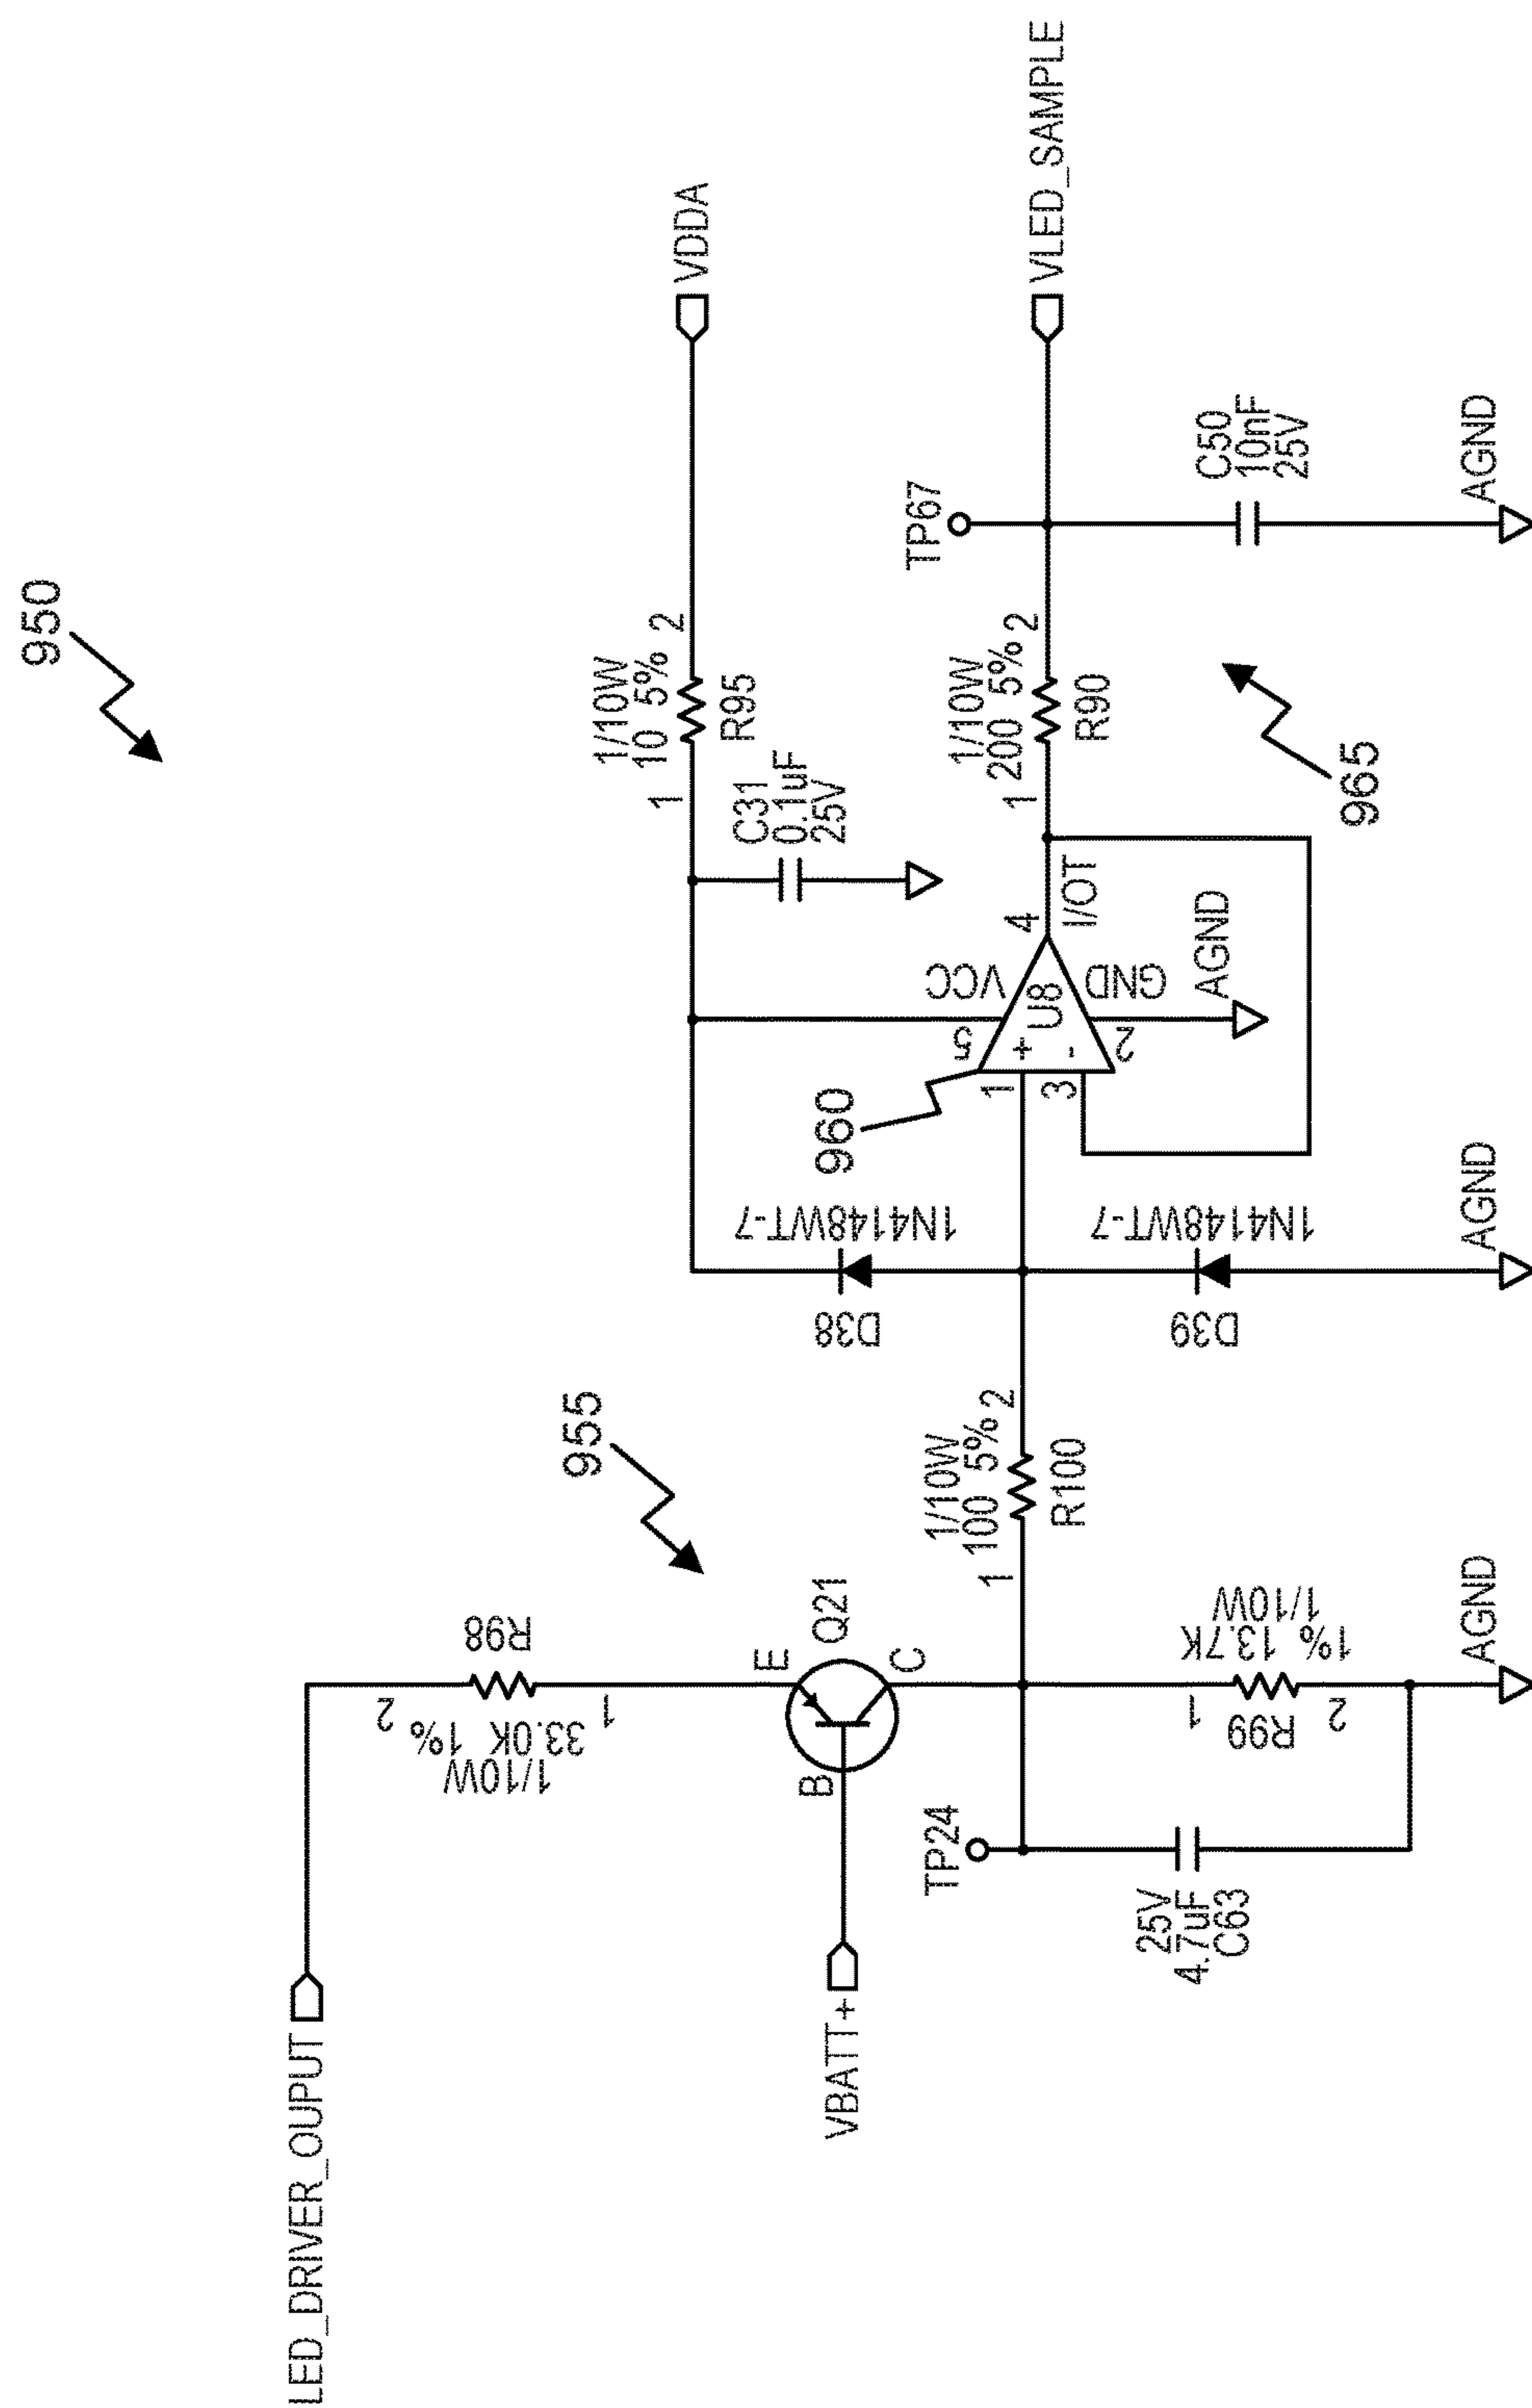 950
LED_DRIVER_OUPUT
2
R98
33.0K 1%
1/10W
1
955
E
B
Q21
C
VBATT+
TP24
25V
4.7uF
C63
1
R99
2
1% 13.7K
1/10W
AGND
1/10W
100 5%
1
2
R100
D38
1N4148WT-7
D39
1N4148WT-7
AGND
960
5
VCC
1
+
U8
3
-
4
I/OT
2
GND
AGND
C31
0.1uF
25V
1/10W
10 5%
1
2
R95
VDDA
1/10W
200 5%
1
2
R90
965
TP67
VLED_SAMPLE
C50
10nF
25V
AGND